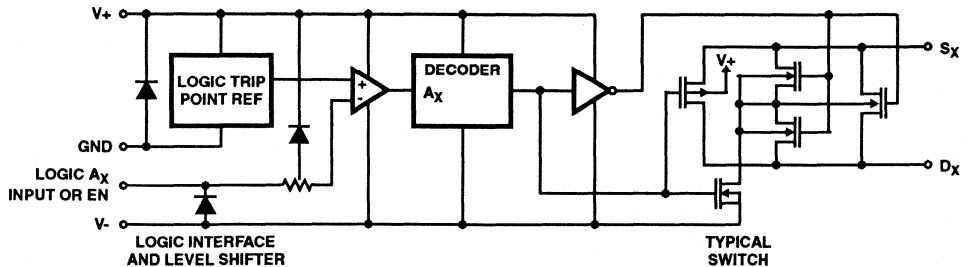 V+
GND
LOGIC AX
INPUT OR EN
V-
LOGIC TRIP
POINT REF
+
-
DECODER
AX
V+
SX
DX
LOGIC INTERFACE
AND LEVEL SHIFTER
TYPICAL
SWITCH